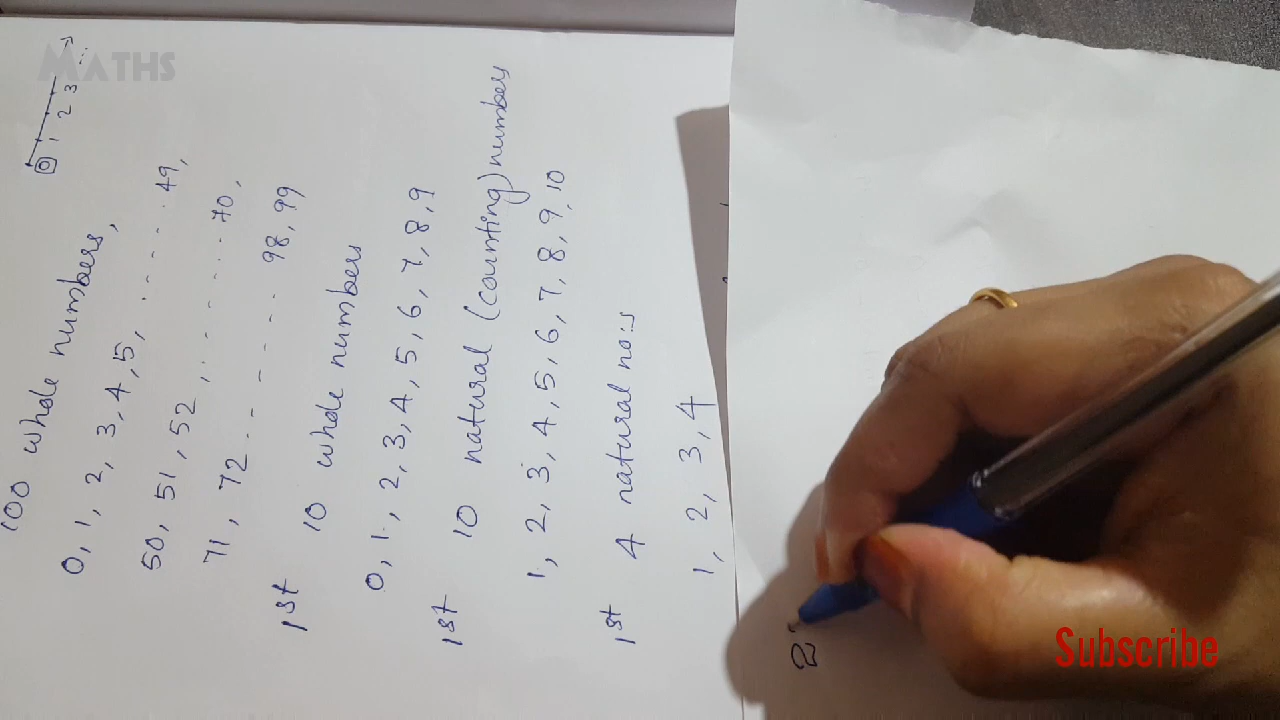 MATHS
0 1 2 3 ...
100 whole numbers,
0, 1, 2, 3, 4, 5, . - - - . . 49,
50, 51, 52, . - - - . . . 70,
71, 72 - - - - - - 98, 99
1st 10 whole numbers
0, 1, 2, 3, 4, 5, 6, 7, 8, 9
1st 10 natural (counting) numbers
1, 2, 3, 4, 5, 6, 7, 8, 9, 10
1st 4 natural no:s
1, 2, 3, 4
2
Subscribe